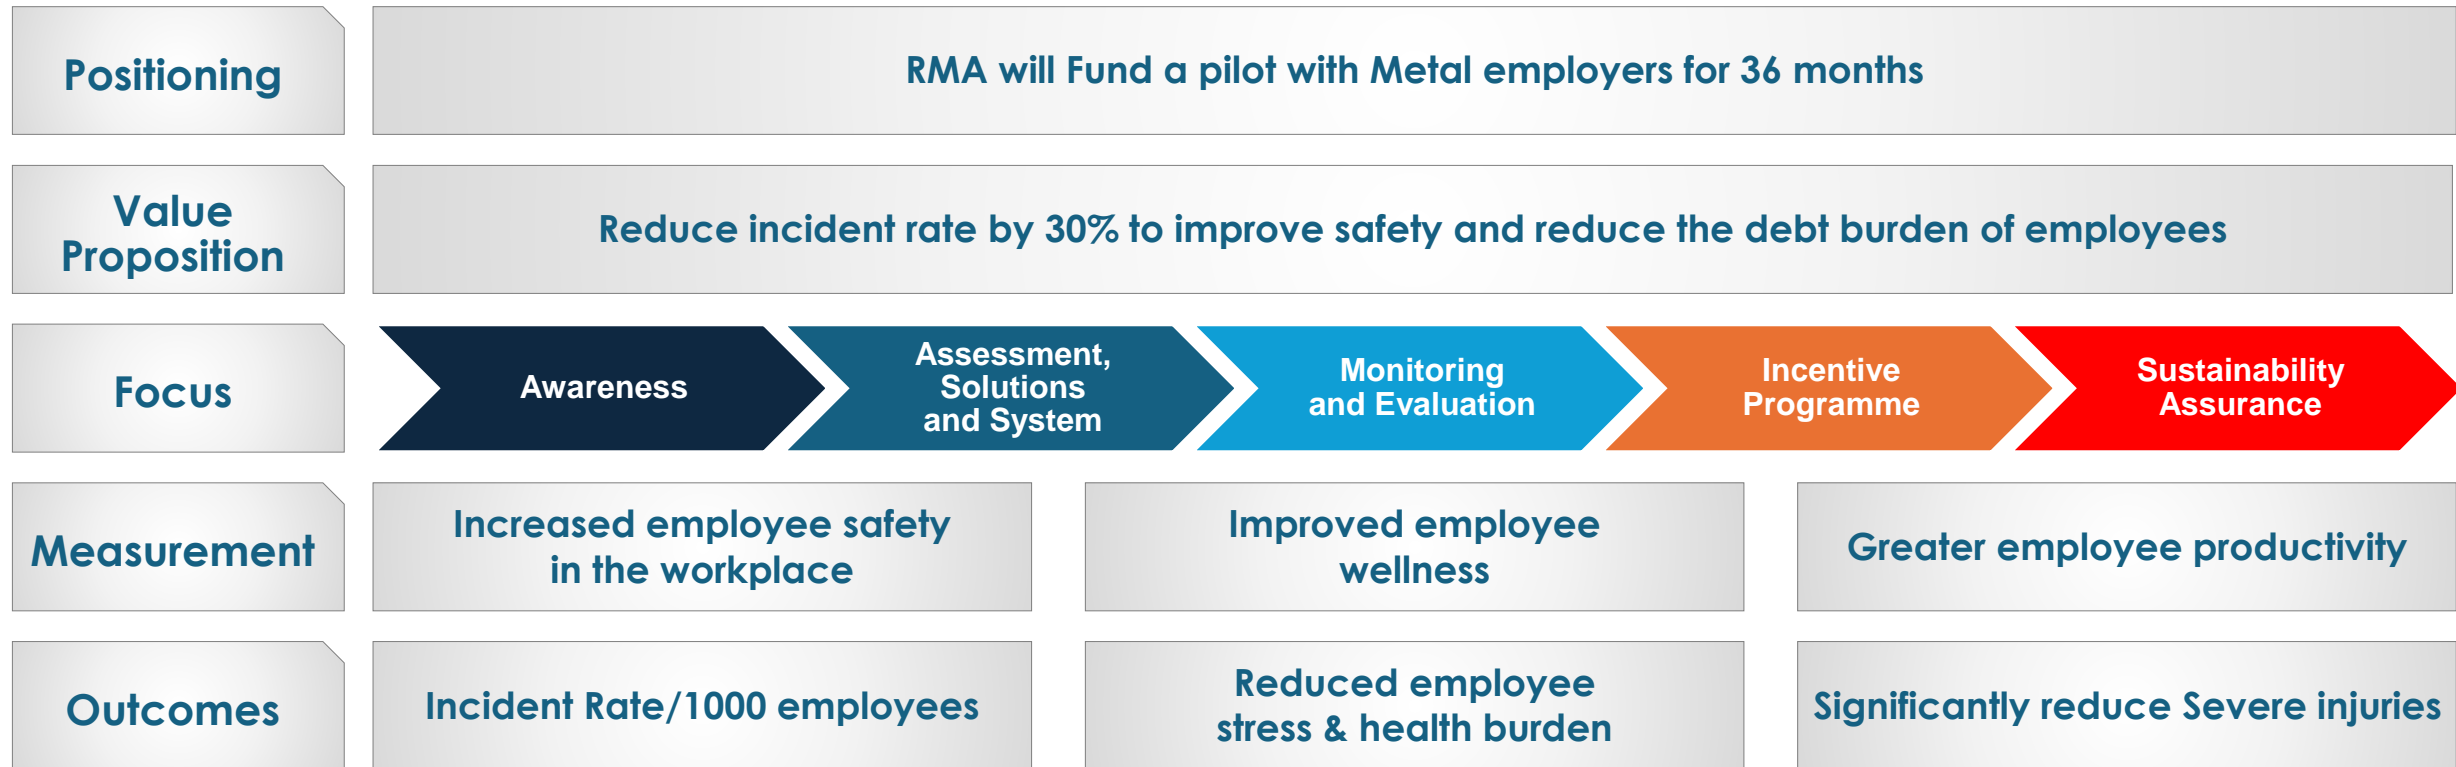 Positioning
RMA will Fund a pilot with Metal employers for 36 months
Value
Proposition
Reduce incident rate by 30% to improve safety and reduce the debt burden of employees
Focus
Awareness
Assessment,
Solutions
and System
Monitoring
and Evaluation
Incentive
Programme
Sustainability
Assurance
Measurement
Increased employee safety
in the workplace
Improved employee
wellness
Greater employee productivity
Outcomes
Incident Rate/1000 employees
Reduced employee
stress & health burden
Significantly reduce Severe injuries